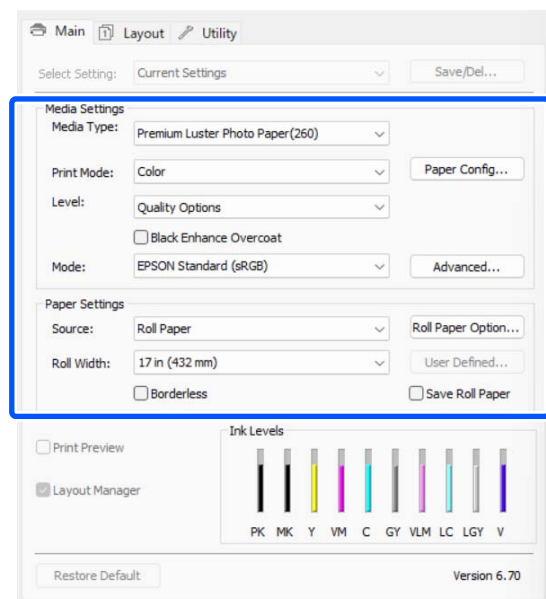 Main 1 Layout Utility
Select Setting: Current Settings Save/Del...
Media Settings
Media Type: Premium Luster Photo Paper(260)
Print Mode: Color Paper Config...
Level: Quality Options
Black Enhance Overcoat
Mode: EPSON Standard (sRGB) Advanced...
Paper Settings
Source: Roll Paper Roll Paper Option...
Roll Width: 17 in (432 mm) User Defined...
Borderless Save Roll Paper
Print Preview
Layout Manager
Ink Levels
PK MK Y VM C GY VLM LC LGY V
Restore Default Version 6.70